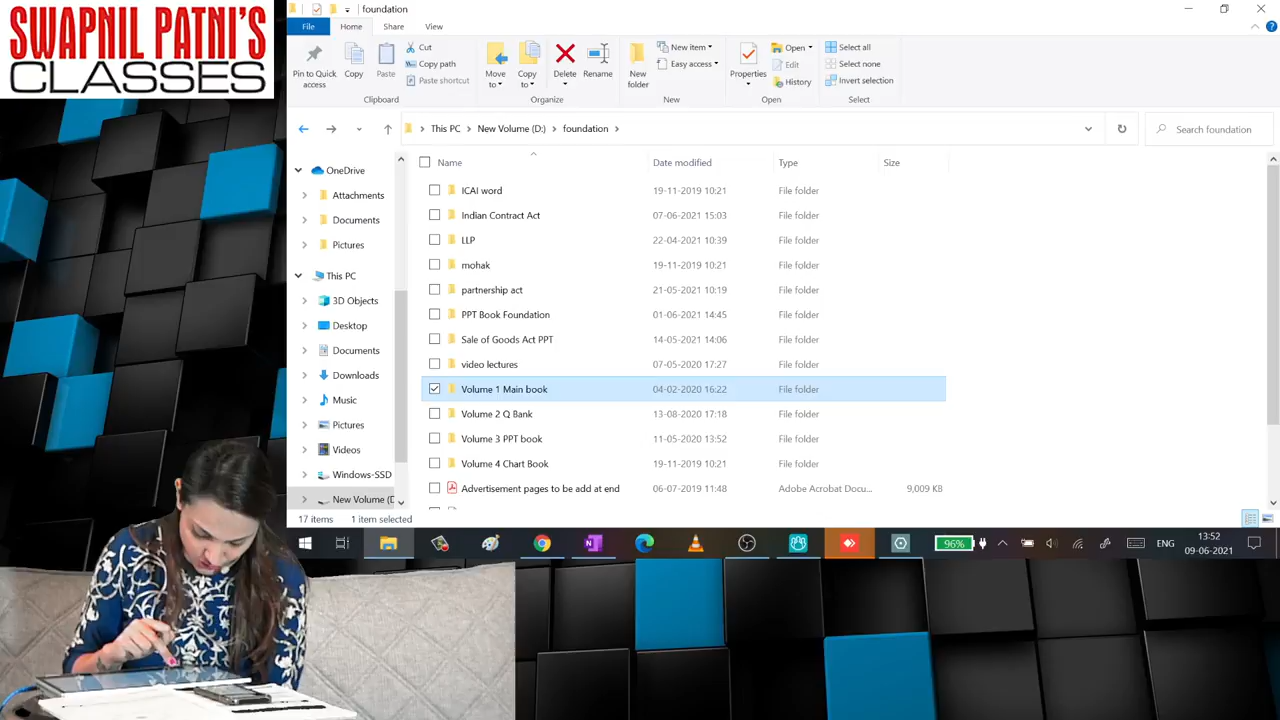 SWAPNIL PATNI'S
CLASSES
foundation
File Home Share View
Pin to Quick access
Copy
Paste
Cut
Copy path
Paste shortcut
Clipboard
Move to
Copy to
Delete
Rename
Organize
New folder
New item
Easy access
New
Properties
Open
Edit
History
Open
Select all
Select none
Invert selection
Select
This PC > New Volume (D:) > foundation >
Search foundation
Name Date modified Type Size
OneDrive
Attachments
Documents
Pictures
This PC
3D Objects
Desktop
Documents
Downloads
Music
Pictures
Videos
Windows-SSD
New Volume (D
ICAI word 19-11-2019 10:21 File folder
Indian Contract Act 07-06-2021 15:03 File folder
LLP 22-04-2021 10:39 File folder
mohak 19-11-2019 10:21 File folder
partnership act 21-05-2021 10:19 File folder
PPT Book Foundation 01-06-2021 14:45 File folder
Sale of Goods Act PPT 14-05-2021 14:06 File folder
video lectures 07-05-2020 17:27 File folder
Volume 1 Main book 04-02-2020 16:22 File folder
Volume 2 Q Bank 13-08-2020 17:18 File folder
Volume 3 PPT book 11-05-2020 13:52 File folder
Volume 4 Chart Book 19-11-2019 10:21 File folder
Advertisement pages to be add at end 06-07-2019 11:48 Adobe Acrobat Docu... 9,009 KB
17 items 1 item selected
96% ENG 13:52
09-06-2021